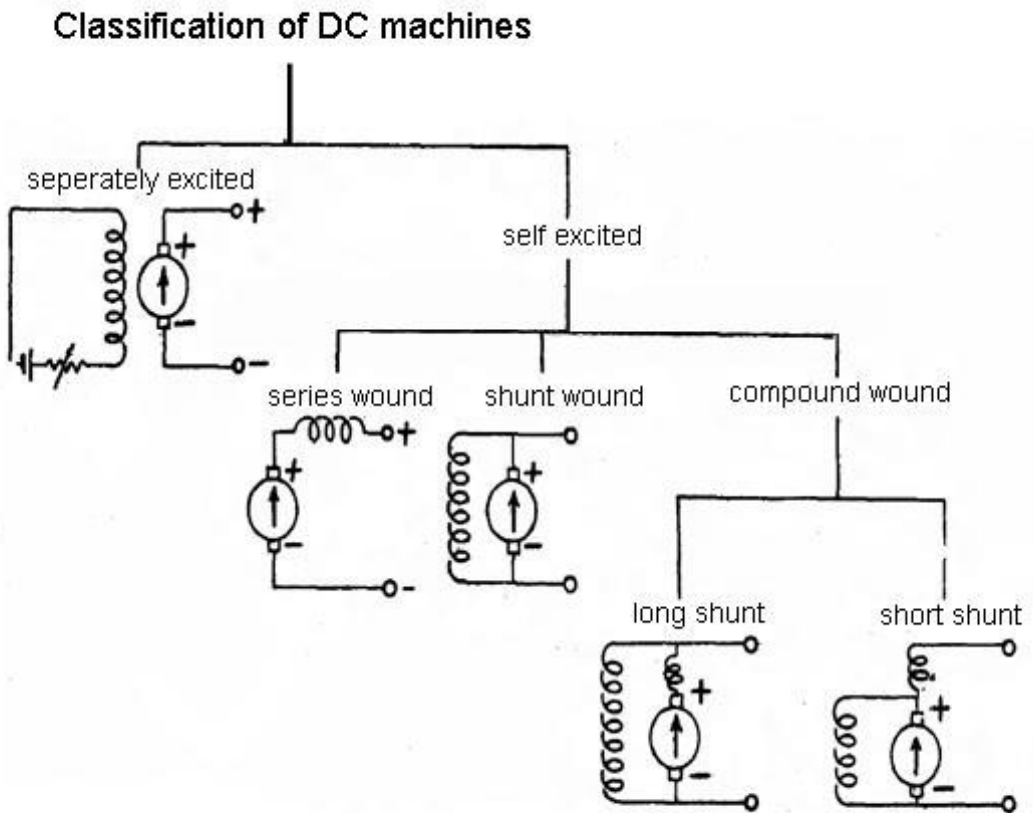 Classification of DC machines
seperately excited
+
+
-
-
self excited
series wound
+
+
-
-
shunt wound
+
-
compound wound
long shunt
+
-
short shunt
+
-